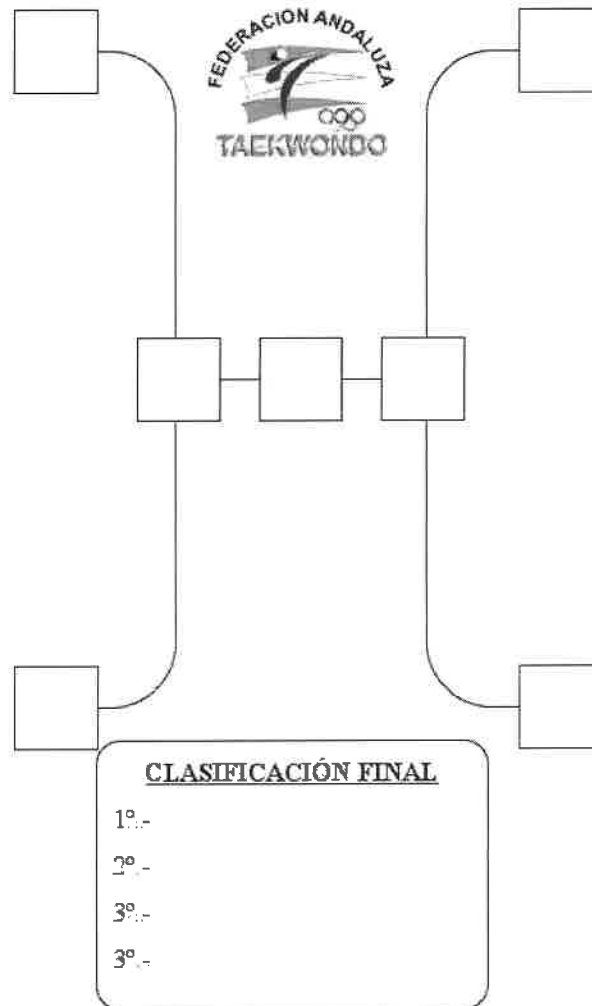 FEDERACION ANDALUZA
TAEKWONDO
CLASIFICACIÓN FINAL
1º.-
2º.-
3º.-
3º.-